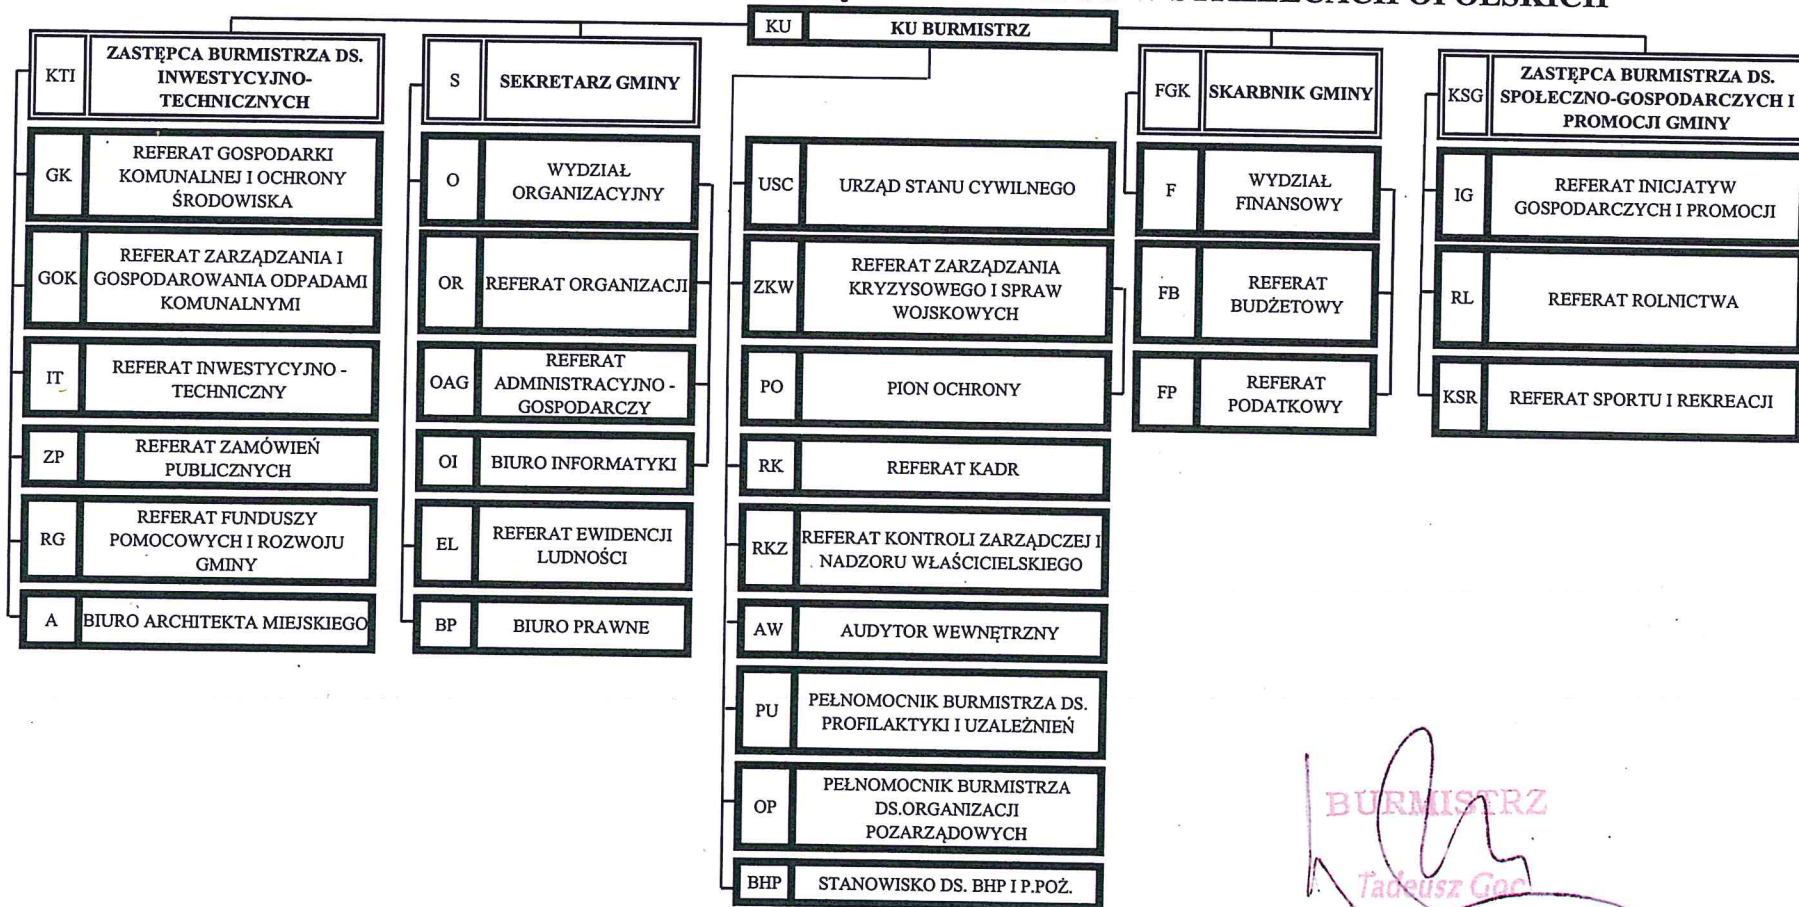 W STRZELCACH OPOLSKICH
KU
KU BURMISTRZ
KTI
ZASTĘPCA BURMISTRZA DS.
INWESTYCYJNO-
TECHNICZNYCH
GK
REFERAT GOSPODARKI
KOMUNALNEJ I OCHRONY
ŚRODOWISKA
GOK
REFERAT ZARZĄDZANIA I
GOSPODAROWANIA ODPADAMI
KOMUNALNYMI
IT
REFERAT INWESTYCYJNO -
TECHNICZNY
ZP
REFERAT ZAMÓWIEŃ
PUBLICZNYCH
RG
REFERAT FUNDUSZY
POMOCOWYCH I ROZWOJU
GMINY
A
BIURO ARCHITEKTA MIEJSKIEGO
S
SEKRETARZ GMINY
O
WYDZIAŁ
ORGANIZACYJNY
OR
REFERAT ORGANIZACJI
OAG
REFERAT
ADMINISTRACYJNO -
GOSPODARCZY
OI
BIURO INFORMATYKI
EL
REFERAT EWIDENCJI
LUDNOŚCI
BP
BIURO PRAWNE
USC
URZĄD STANU CYWILNEGO
ZKW
REFERAT ZARZĄDZANIA
KRYZYSOWEGO I SPRAW
WOJSKOWYCH
PO
PION OCHRONY
RK
REFERAT KADR
RKZ
REFERAT KONTROLI ZARZĄDCZEJ I
NADZORU WŁAŚCICIELSKIEGO
AW
AUDYTOR WEWNĘTRZNY
PU
PEŁNOMOCNIK BURMISTRZA DS.
PROFILAKTYKI I UZALEŻNIEŃ
OP
PEŁNOMOCNIK BURMISTRZA
DS.ORGANIZACJI
POZARZĄDOWYCH
BHP
STANOWISKO DS. BHP I P.POŻ.
FGK
SKARBNIK GMINY
F
WYDZIAŁ
FINANSOWY
FB
REFERAT
BUDŻETOWY
FP
REFERAT
PODATKOWY
KSG
ZASTĘPCA BURMISTRZA DS.
SPOŁECZNO-GOSPODARCZYCH I
PROMOCJI GMINY
IG
REFERAT INICJATYW
GOSPODARCZYCH I PROMOCJI
RL
REFERAT ROLNICTWA
KSR
REFERAT SPORTU I REKREACJI
BURMISTRZ
Tadeusz Goc